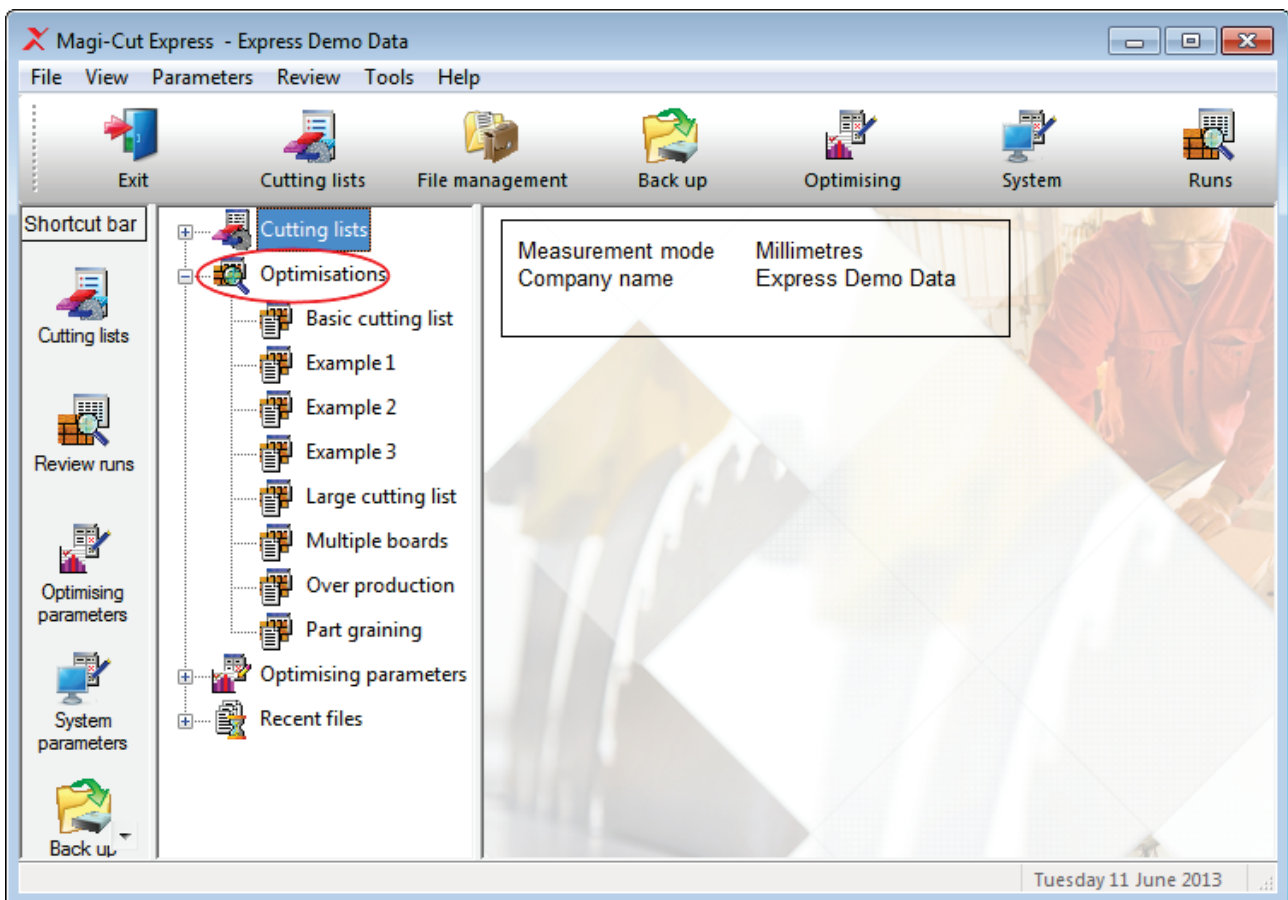 Magi-Cut Express - Express Demo Data
File View Parameters Review Tools Help
Exit Cutting lists File management Back up Optimising System Runs
Shortcut bar
Cutting lists
Review runs
Optimising
parameters
System
parameters
Back up
Cutting lists
Optimisations
Basic cutting list
Example 1
Example 2
Example 3
Large cutting list
Multiple boards
Over production
Part graining
Optimising parameters
Recent files
Measurement mode Millimetres
Company name Express Demo Data
Tuesday 11 June 2013